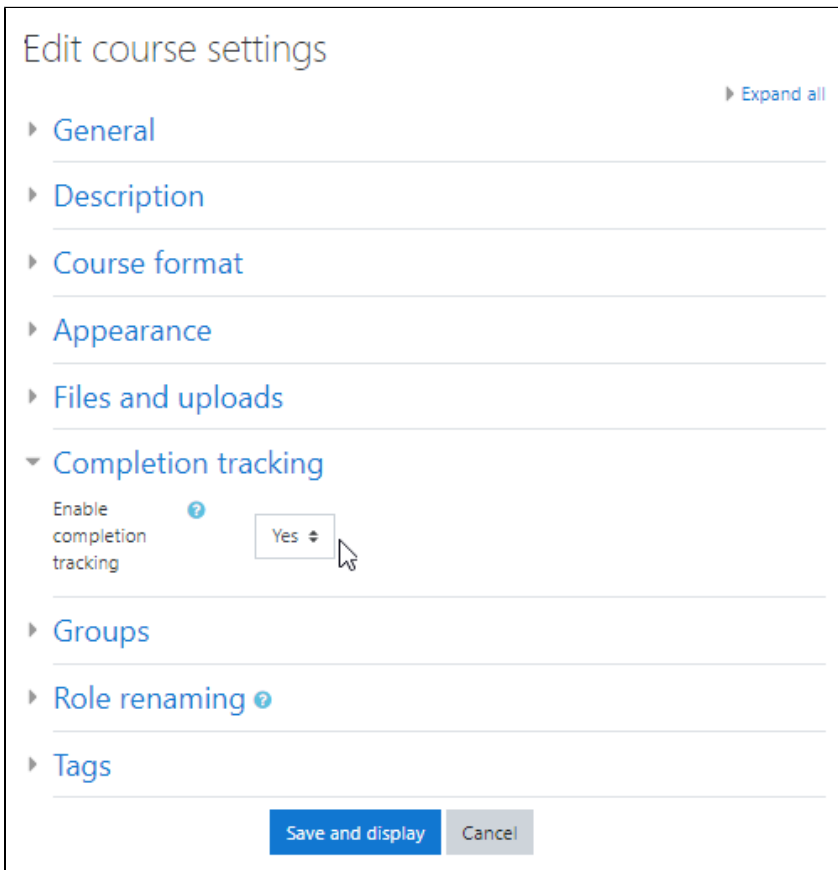 Edit course settings
Expand all
General
Description
Course format
Appearance
Files and uploads
Completion tracking
Enable
completion
tracking
Yes
Groups
Role renaming
Tags
Save and display
Cancel